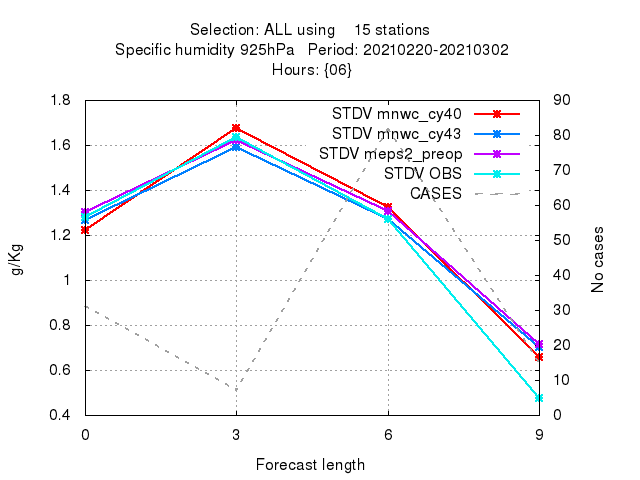 Selection: ALL using    15 stations
Specific humidity 925hPa   Period: 20210220-20210302
Hours: {06}
STDV mnwc_cy40
STDV mnwc_cy43
STDV meps2_preop
STDV OBS
CASES
1.8
1.6
1.4
1.2
1
0.8
0.6
0.4
g/Kg
90
80
70
60
50
40
30
20
10
0
No cases
0 3 6 9
Forecast length